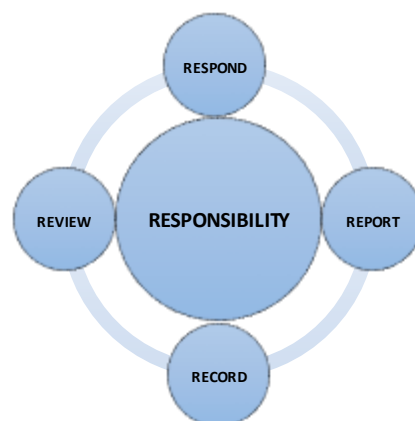 RESPOND
REVIEW
RESPONSIBILITY
REPORT
RECORD